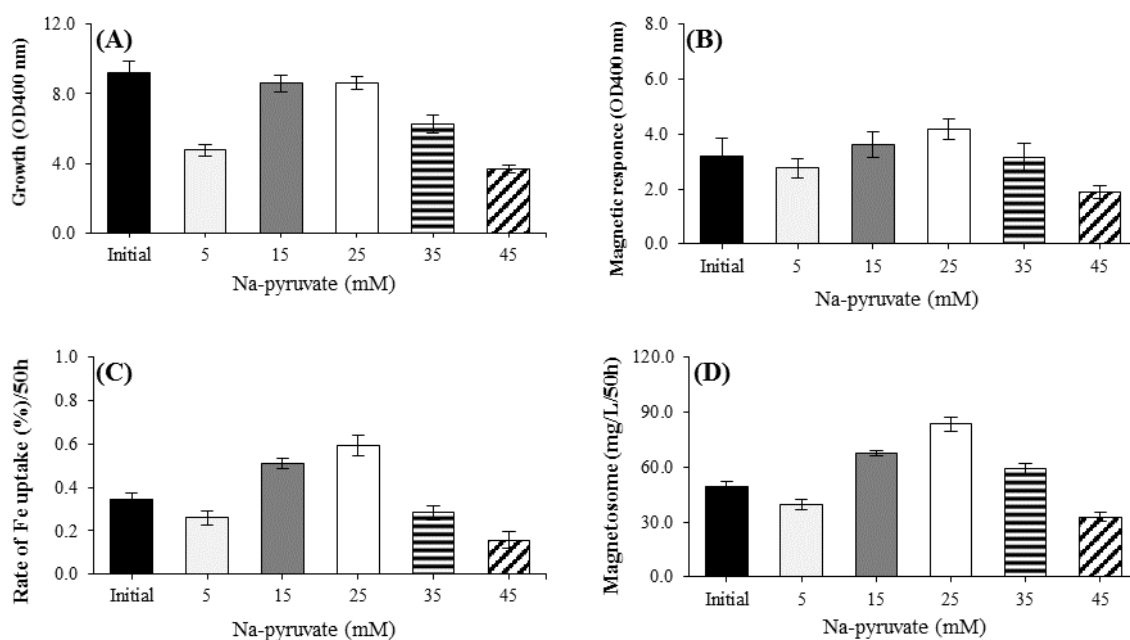 (A)
Growth (OD400 nm)
12.0
8.0
4.0
0.0
Initial 5 15 25 35 45
Na-pyruvate (mM)
(B)
Magnetic responce (OD400 nm)
8.0
6.0
4.0
2.0
0.0
Initial 5 15 25 35 45
Na-pyruvate (mM)
(C)
Rate of Fe uptake (%)/50h
1.0
0.8
0.6
0.4
0.2
0.0
Initial 5 15 25 35 45
Na-pyruvate (mM)
(D)
Magnetosome (mg/L/50h)
120.0
90.0
60.0
30.0
0.0
Initial 5 15 25 35 45
Na-pyruvate (mM)